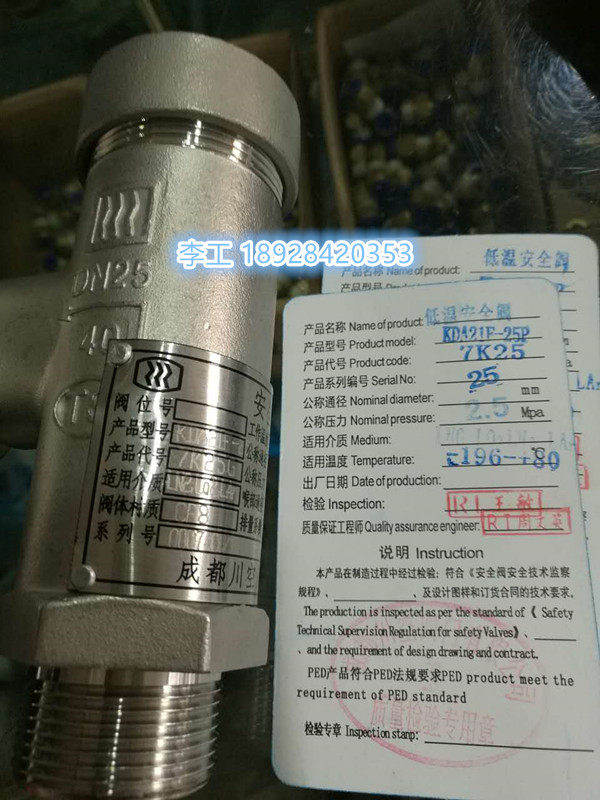 李工 18928420353
DN25
40
安
阀位号
产品型号 KDA21F-
产品代号 7K25G
适用介质
阀体材质 CF8
系列号
成都川空
低温安全阀
产品名称 Name of product:
产品名称 Name of product: 低温安全阀
产品型号 Product model: KDA21F-25P
产品代号 Product code: 7K25
产品系列编号 Serial No:
公称通径 Nominal diameter: 25 mm
公称压力 Nominal pressure: 2.5 Mpa
适用介质 Medium:
适用温度 Temperature: -196-+80 ℃
出厂日期 Date of production:
检验 Inspection: RT 王敏
质量保证工程师 Quality assurance engineer: RT 周文英
说明 Instruction
本产品在制造过程中经过检验：符合《安全阀安全技术监察
规程》、 、及设计图样和订货合同的技术要求。
The production is inspected as per the standard of《 Safety
Technical Supervision Regulation for safety Valves》、
、and the requirement of design drawing and contract.
PED产品符合PED法规要求PED product meet the
requirement of PED standard
检验专章 Inspection stanp:
质量检验专用章